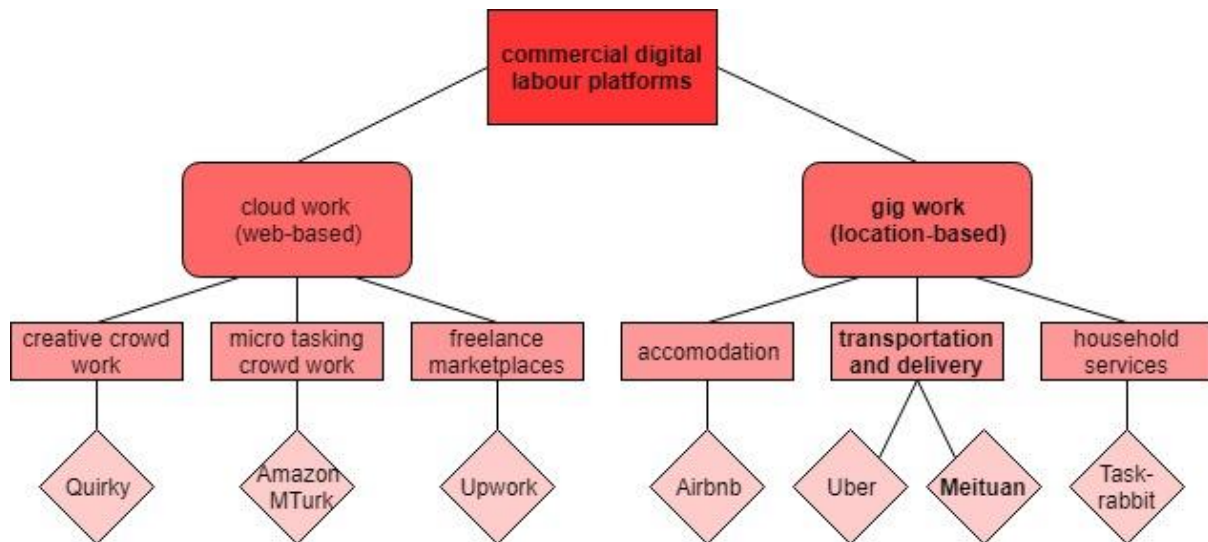 commercial digital
labour platforms
cloud work
(web-based)
gig work
(location-based)
creative crowd
work
micro tasking
crowd work
freelance
marketplaces
accomodation
transportation
and delivery
household
services
Quirky
Amazon
MTurk
Upwork
Airbnb
Uber
Meituan
Task-
rabbit